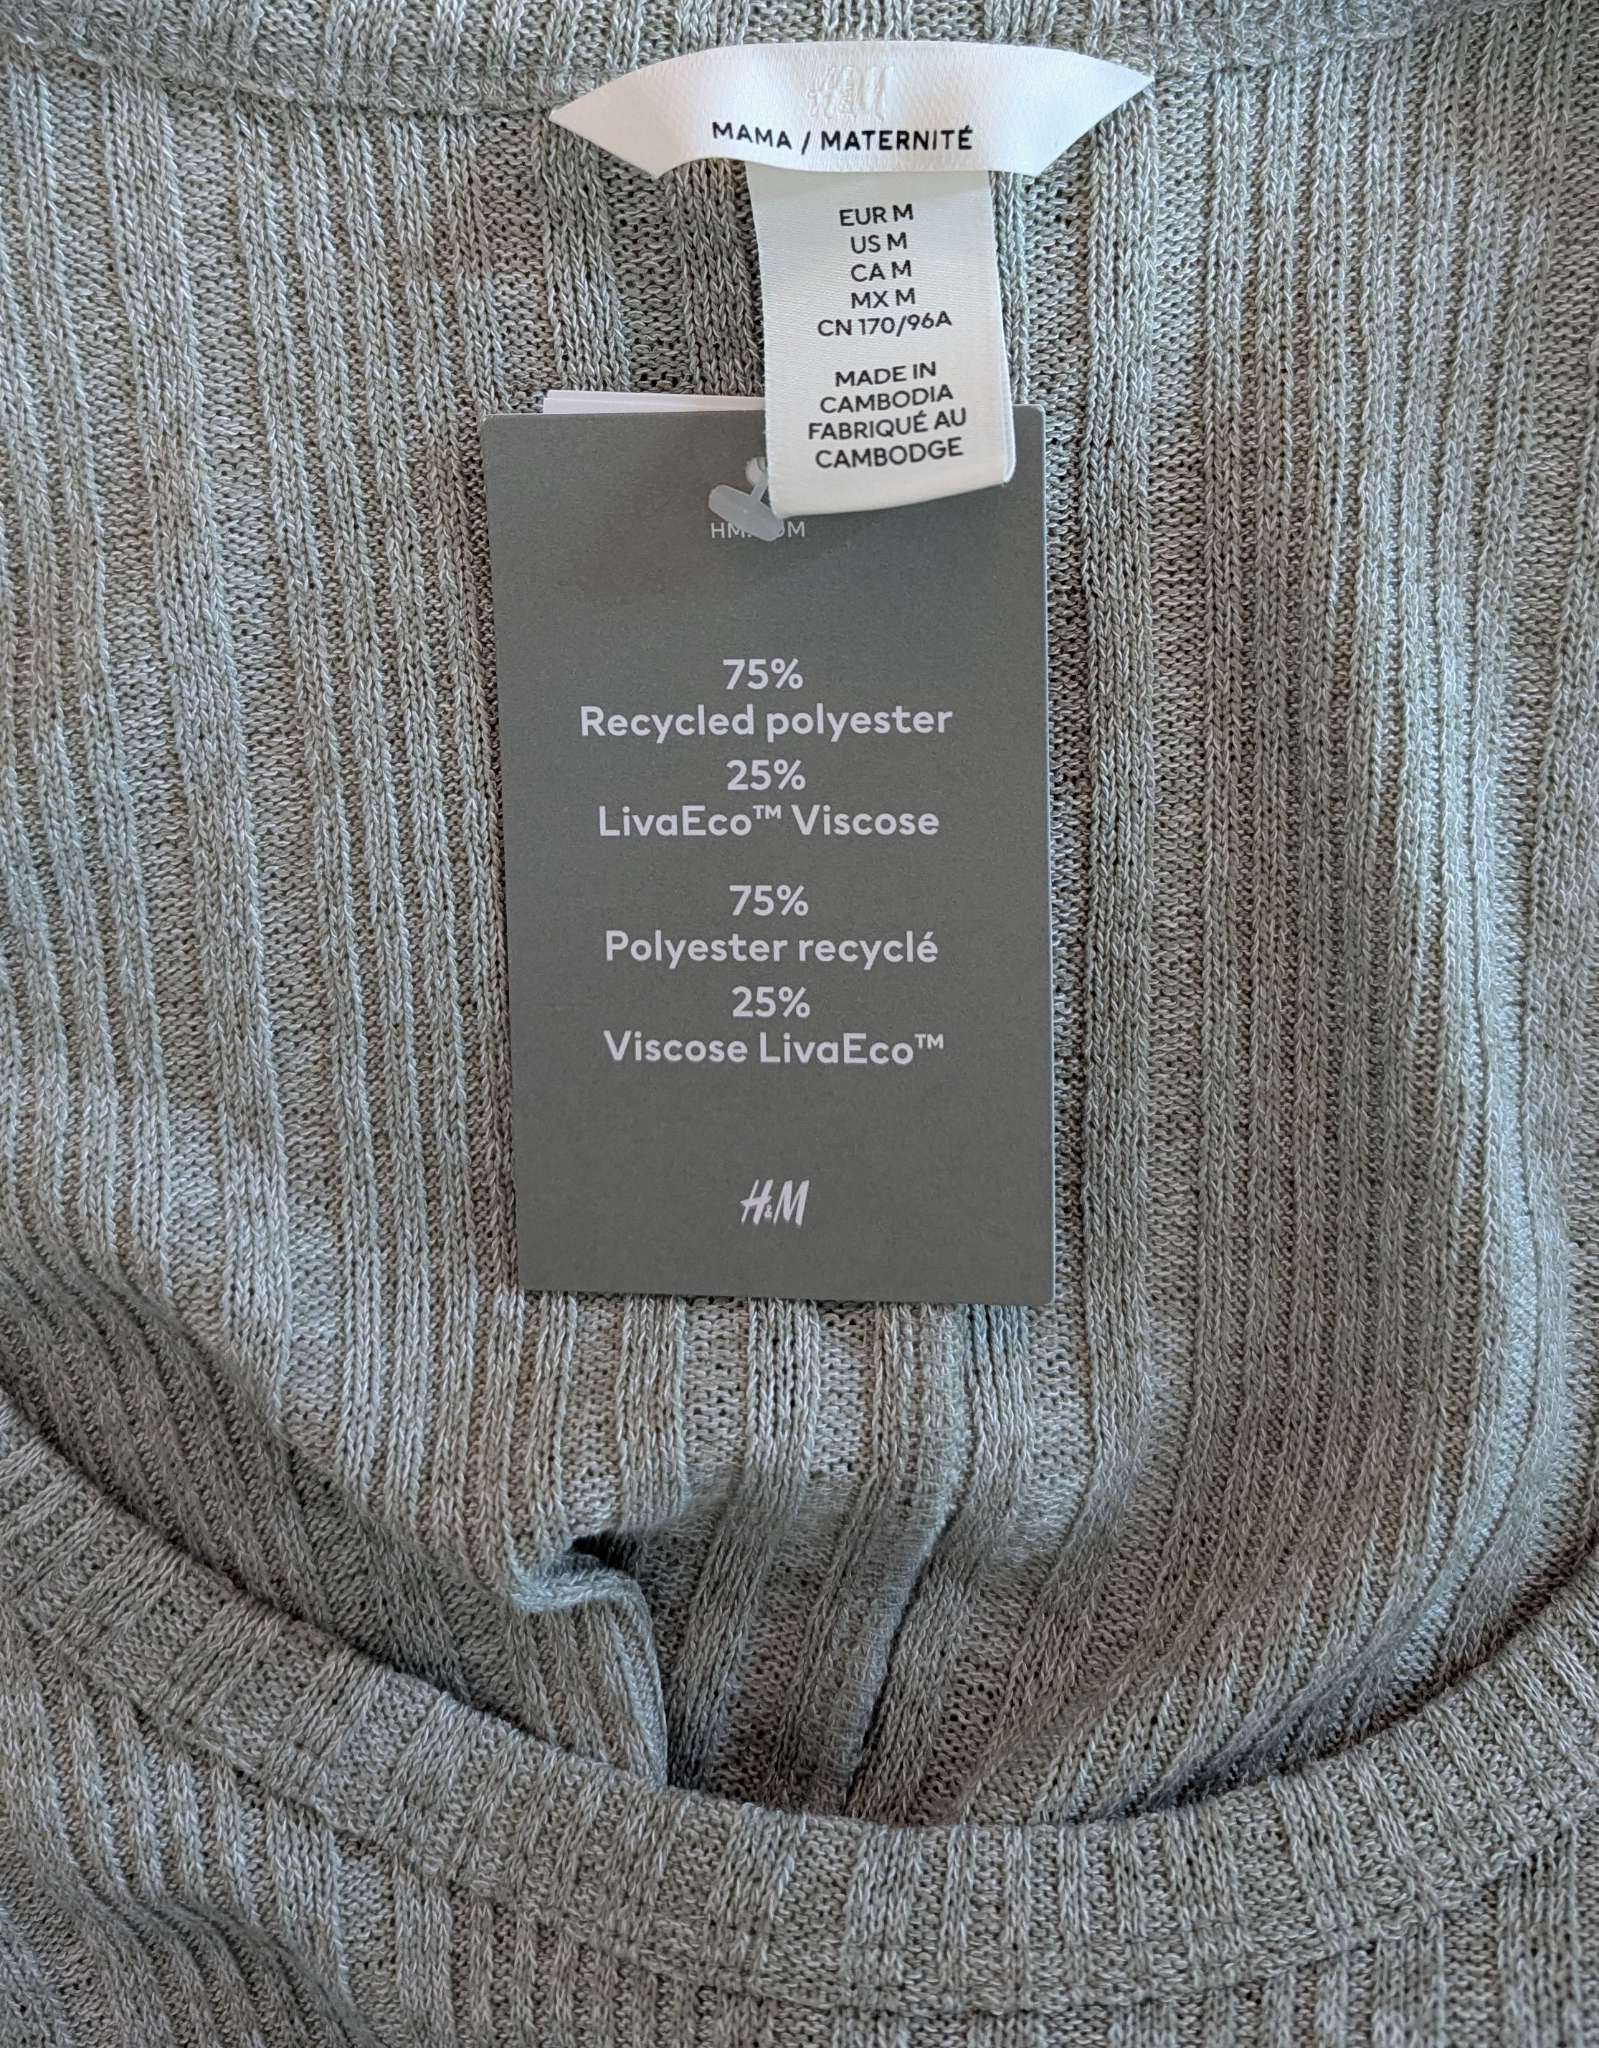 H&M
MAMA / MATERNITÉ
EUR M
US M
CA M
MX M
CN 170/96A
MADE IN
CAMBODIA
FABRIQUÉ AU
CAMBODGE
75%
Recycled polyester
25%
LivaEco™ Viscose
75%
Polyester recyclé
25%
Viscose LivaEco™
H&M